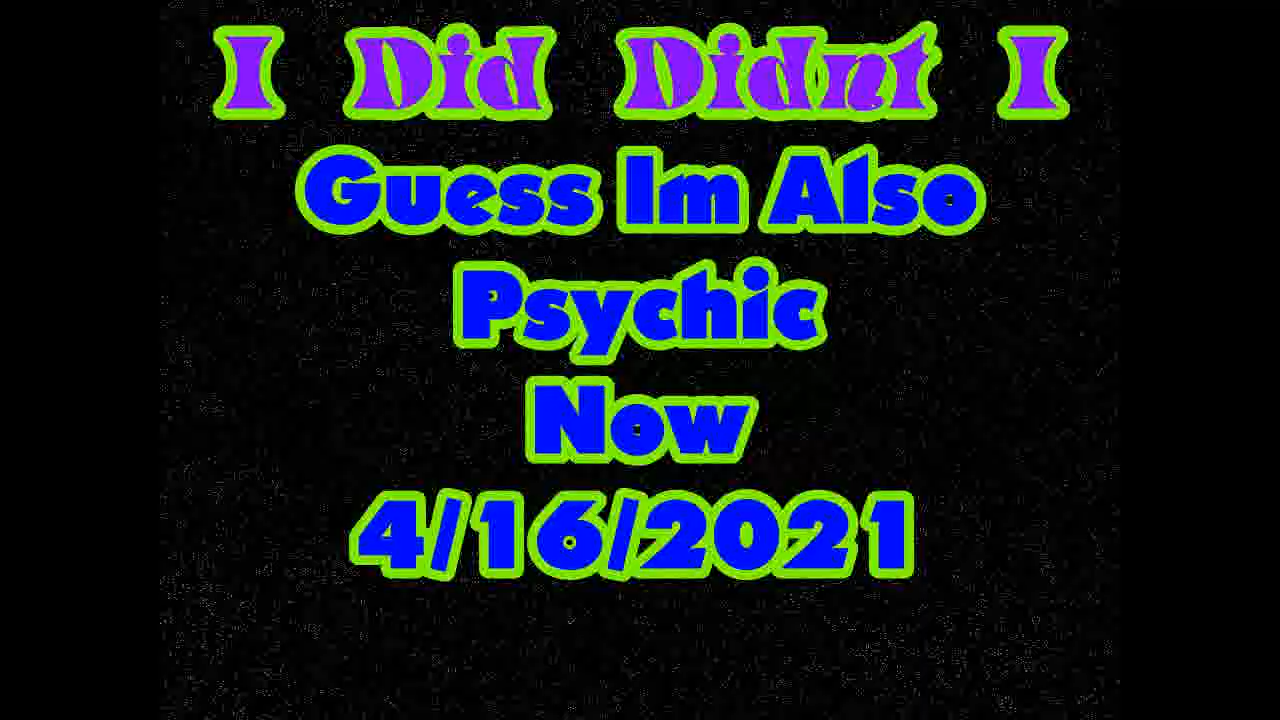 I Did Didnt I
Guess Im Also
Psychic
Now
4/16/2021